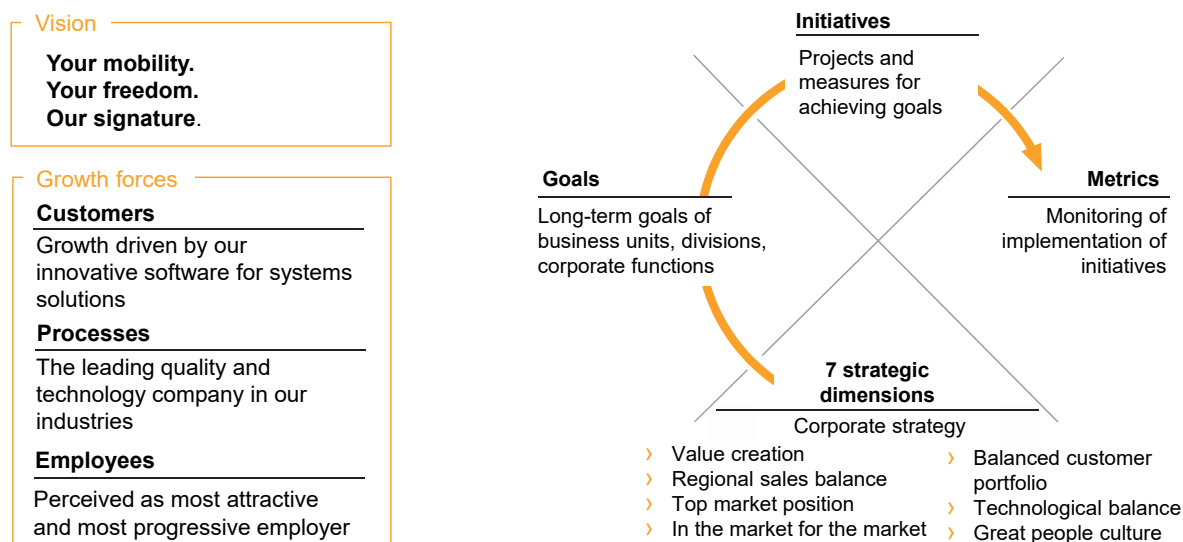 Vision
Your mobility.
Your freedom.
Our signature.
Growth forces
Customers
Growth driven by our
innovative software for systems
solutions
Processes
The leading quality and
technology company in our
industries
Employees
Perceived as most attractive
and most progressive employer
Initiatives
Projects and
measures for
achieving goals
Goals
Long-term goals of
business units, divisions,
corporate functions
Metrics
Monitoring of
implementation of
initiatives
7 strategic
dimensions
Corporate strategy
› Value creation
› Regional sales balance
› Top market position
› In the market for the market
› Balanced customer
portfolio
› Technological balance
› Great people culture